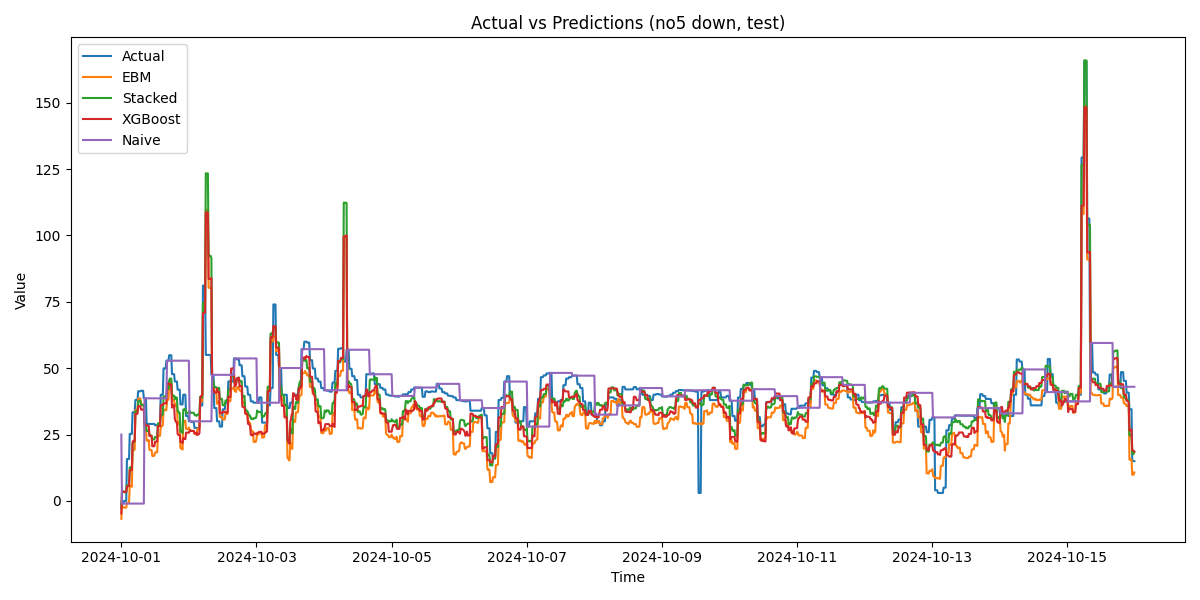 Actual vs Predictions (no5 down, test)
Actual
EBM
Stacked
XGBoost
Naive
Value
150
125
100
75
50
25
0
2024-10-01 2024-10-03 2024-10-05 2024-10-07 2024-10-09 2024-10-11 2024-10-13 2024-10-15
Time